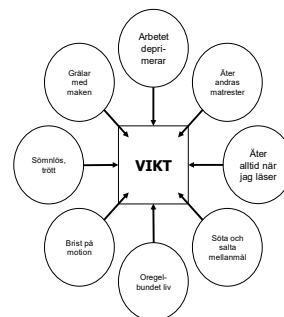 Arbetet
depri-
merar
Grälar
med
maken
Äter
andras
matrester
Sömnlös,
trött
VIKT
Äter
alltid när
jag läser
Brist på
motion
Söta och
salta
mellanmål
Oregel-
bundet liv